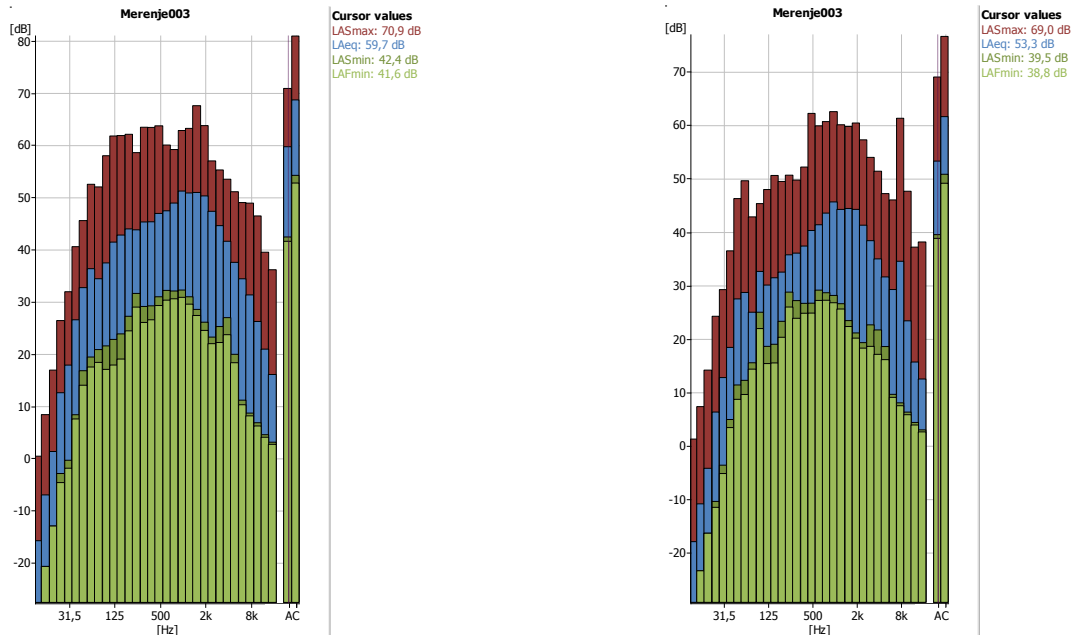 Merenje003
[dB]
80
70
60
50
40
30
20
10
0
-10
-20
31,5 125 500 2k 8k AC
[Hz]
Cursor values
LASmax: 70,9 dB
LAeq: 59,7 dB
LASmin: 42,4 dB
LAFmin: 41,6 dB
Merenje003
[dB]
70
60
50
40
30
20
10
0
-10
-20
31,5 125 500 2k 8k AC
[Hz]
Cursor values
LASmax: 69,0 dB
LAeq: 53,3 dB
LASmin: 39,5 dB
LAFmin: 38,8 dB